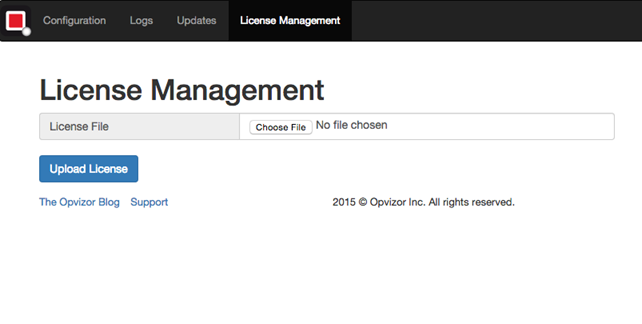 Configuration Logs Updates License Management
License Management
License File Choose File No file chosen
Upload License
The Opvizor Blog Support 2015 © Opvizor Inc. All rights reserved.